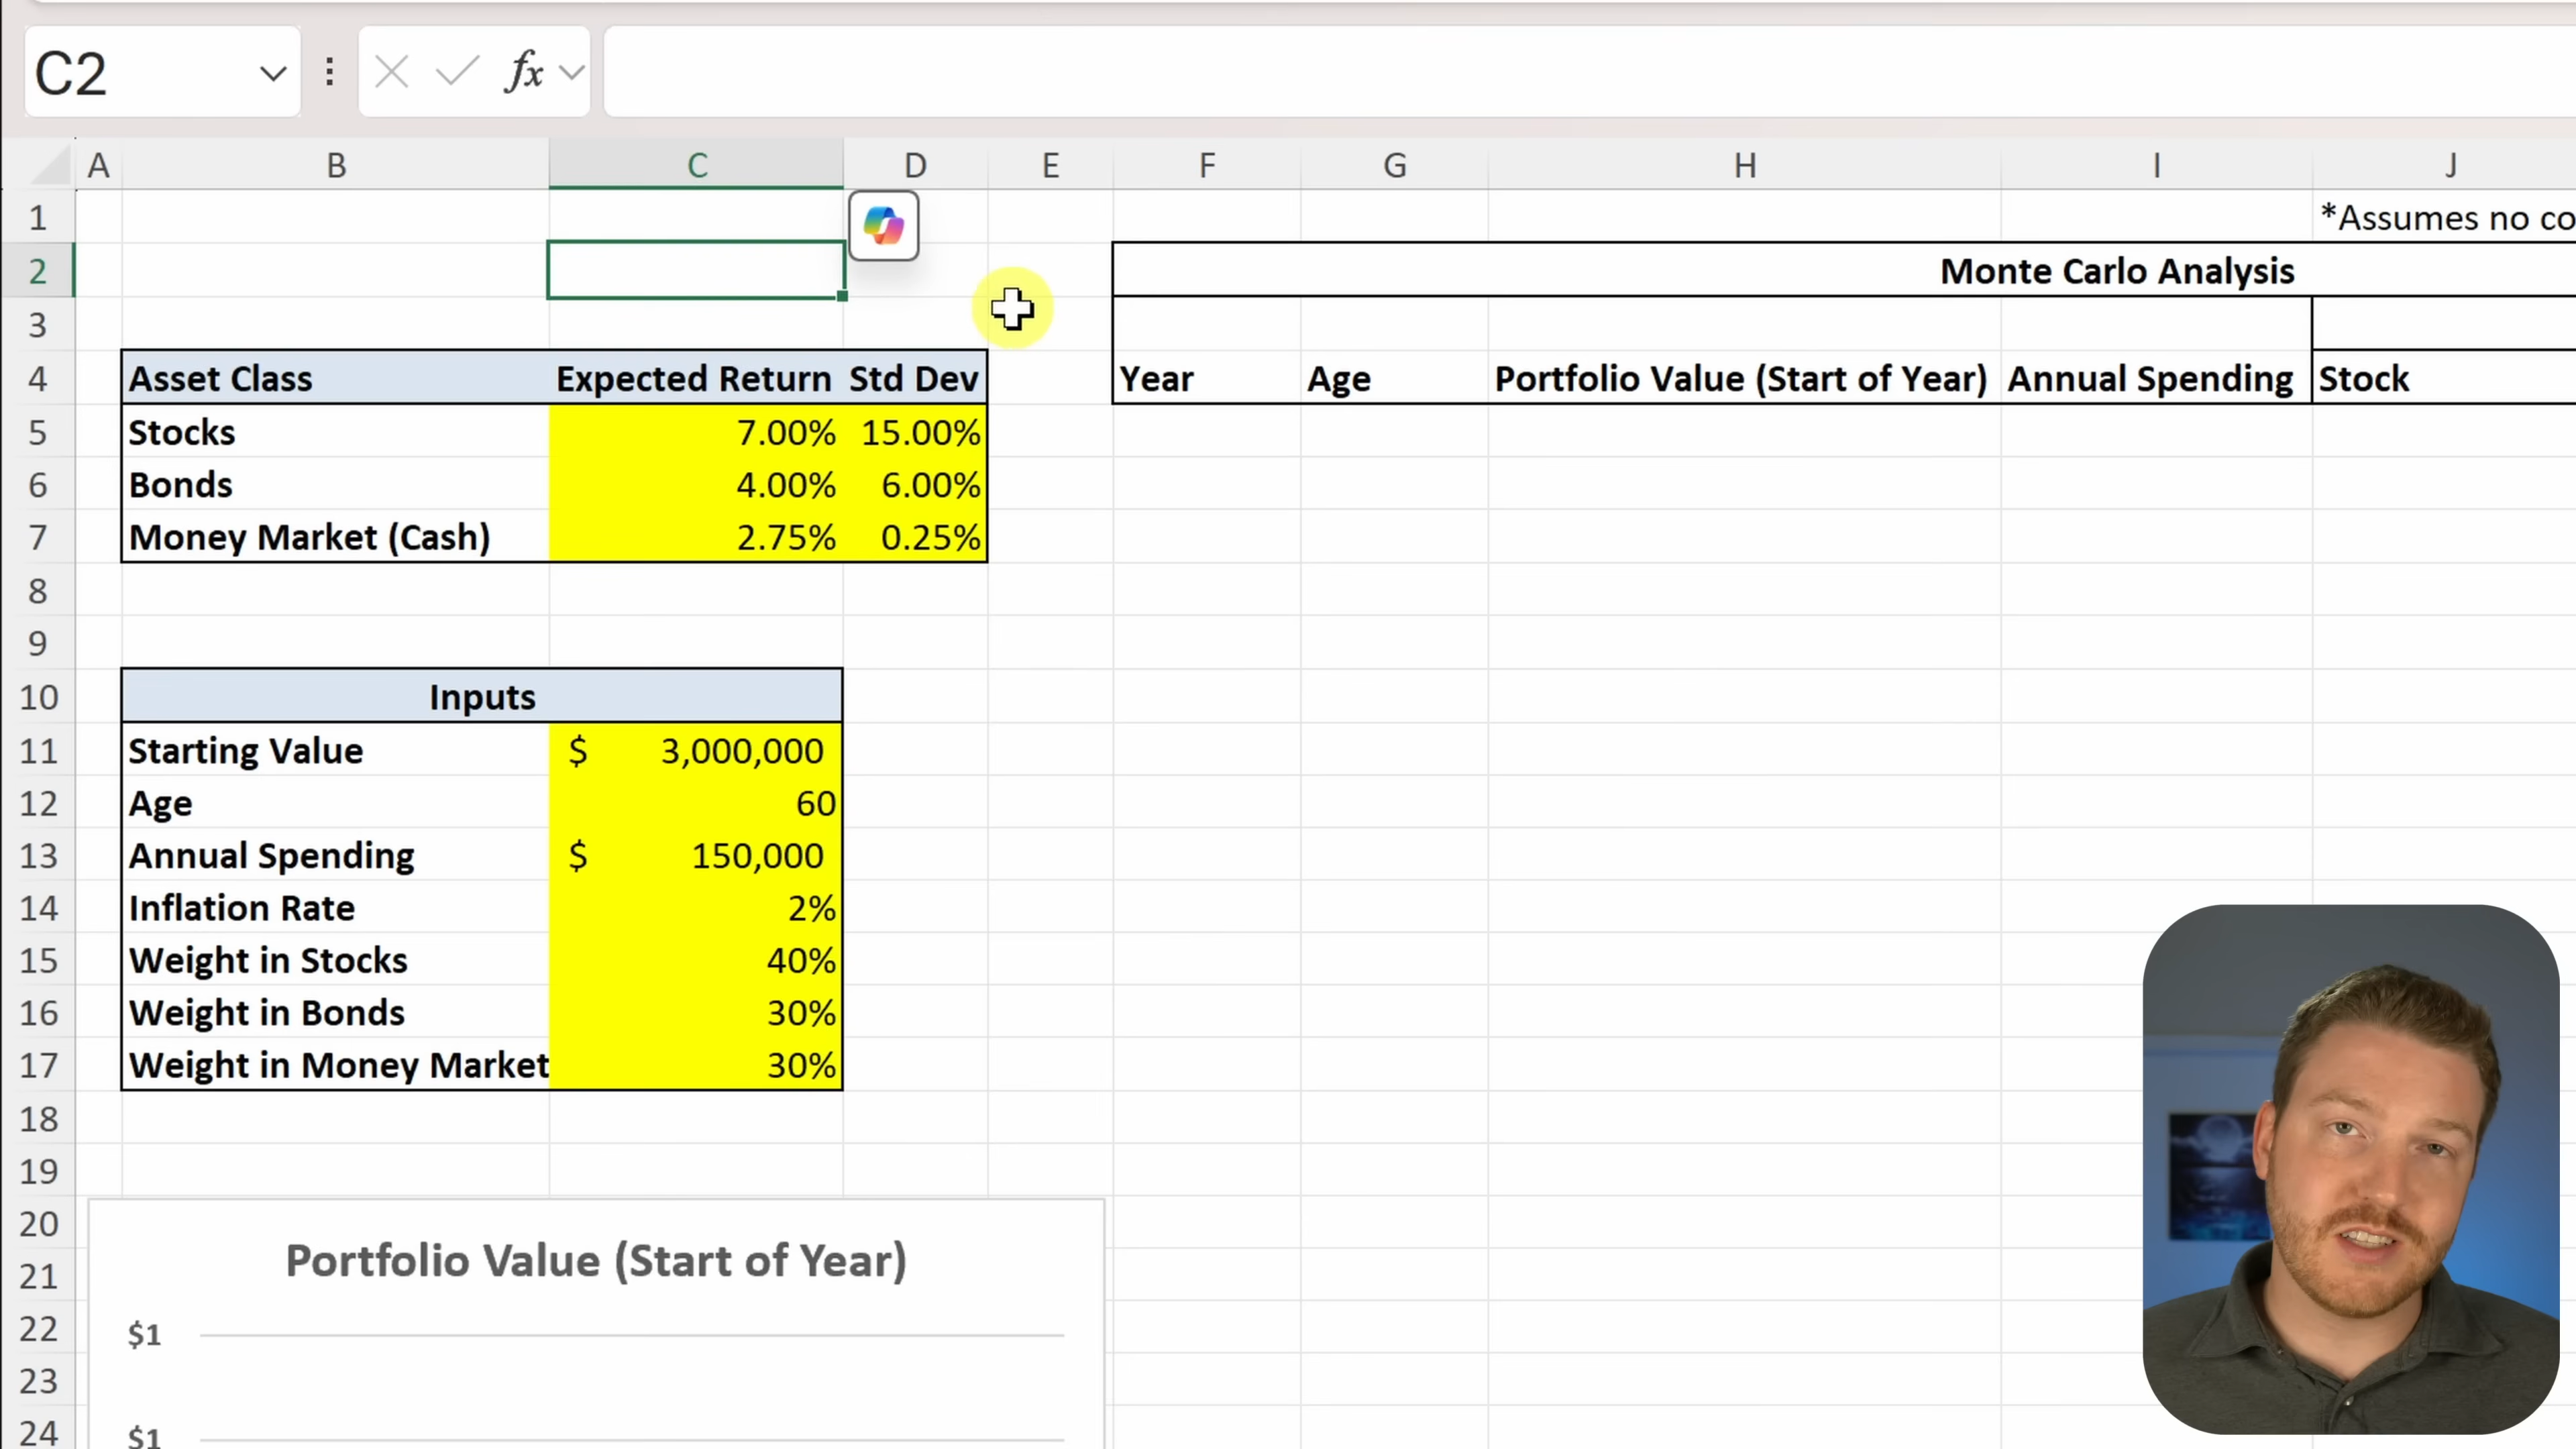 C2
fx
A B C D E F G H I J
1 *Assumes no co
2 Monte Carlo Analysis
3
4 Asset Class Expected Return Std Dev Year Age Portfolio Value (Start of Year) Annual Spending Stock
5 Stocks 7.00% 15.00%
6 Bonds 4.00% 6.00%
7 Money Market (Cash) 2.75% 0.25%
8
9
10 Inputs
11 Starting Value $ 3,000,000
12 Age 60
13 Annual Spending $ 150,000
14 Inflation Rate 2%
15 Weight in Stocks 40%
16 Weight in Bonds 30%
17 Weight in Money Market 30%
18
19
20
21 Portfolio Value (Start of Year)
22 $1
23
24 $1